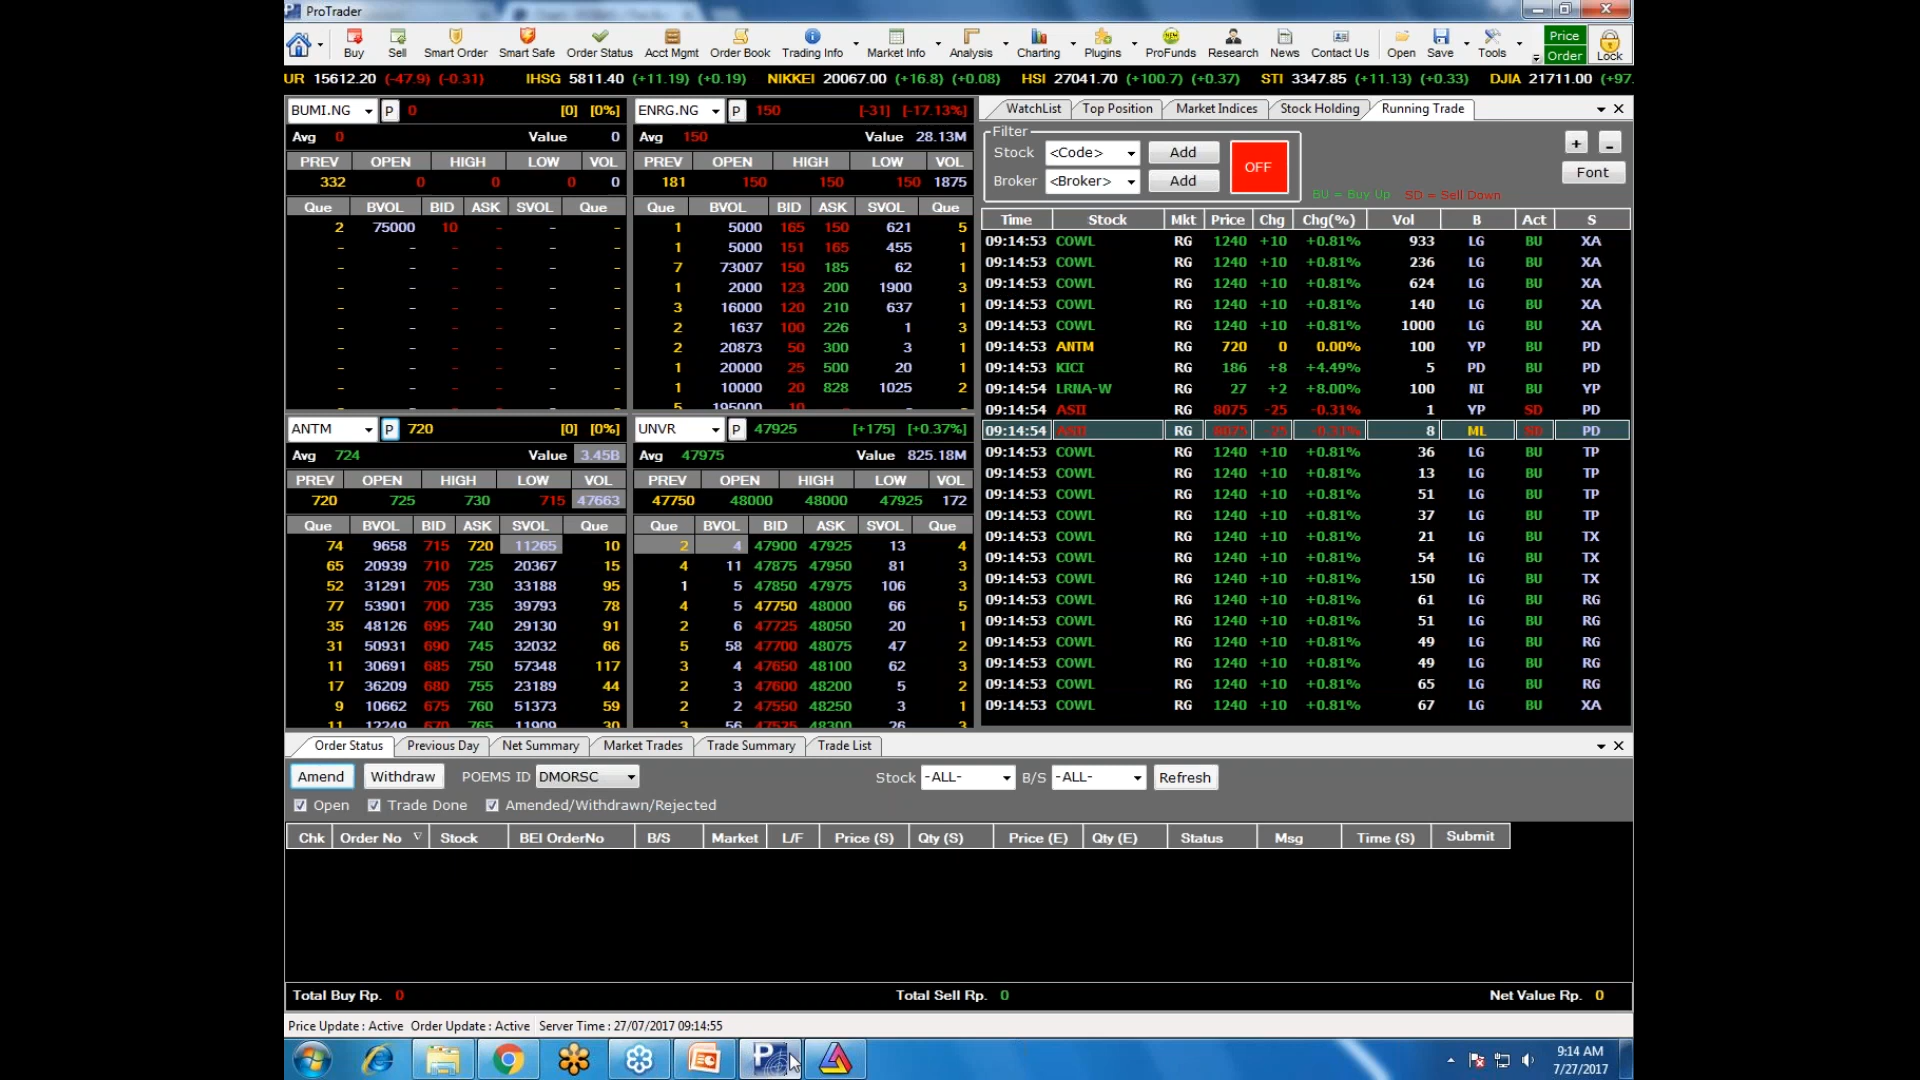 ProTrader
Buy Sell Smart Order Smart Safe Order Status Acct Mgmt Order Book Trading Info Market Info Analysis Charting Plugins ProFunds Research News Contact Us Open Save Tools Price Order Lock
UR 15612.20 (-47.9) (-0.31) IHSG 5811.40 (+11.19) (+0.19) NIKKEI 20067.00 (+16.8) (+0.08) HSI 27041.70 (+100.7) (+0.37) STI 3347.85 (+11.13) (+0.33) DJIA 21711.00 (+97.
BUMI.NG P 0 [0] [0%]
Avg 0 Value 0
PREV OPEN HIGH LOW VOL
332 0 0 0 0
Que BVOL BID ASK SVOL Que
2 75000 10 - - -
- - - - - -
- - - - - -
- - - - - -
- - - - - -
- - - - - -
- - - - - -
- - - - - -
- - - - - -
ENRG.NG P 150 [-31] [-17.13%]
Avg 150 Value 28.13M
PREV OPEN HIGH LOW VOL
181 150 150 150 1875
Que BVOL BID ASK SVOL Que
1 5000 165 150 621 5
1 5000 151 165 455 1
7 73007 150 185 62 1
1 2000 123 200 1900 3
3 16000 120 210 637 1
2 1637 100 226 1 3
2 20873 50 300 3 1
1 20000 25 500 20 1
1 10000 20 828 1025 2
5 195000 10
ANTM P 720 [0] [0%]
Avg 724 Value 3.45B
PREV OPEN HIGH LOW VOL
720 725 730 715 47663
Que BVOL BID ASK SVOL Que
74 9658 715 720 11265 10
65 20939 710 725 20367 15
52 31291 705 730 33188 95
77 53901 700 735 39793 78
35 48126 695 740 29130 91
31 50931 690 745 32032 66
11 30691 685 750 57348 117
17 36209 680 755 23189 44
9 10662 675 760 51373 59
11 12249 670 765 11909 30
UNVR P 47925 [+175] [+0.37%]
Avg 47975 Value 825.18M
PREV OPEN HIGH LOW VOL
47750 48000 48000 47925 172
Que BVOL BID ASK SVOL Que
2 4 47900 47925 13 4
4 11 47875 47950 81 3
1 5 47850 47975 106 3
4 5 47750 48000 66 5
2 6 47725 48050 20 1
5 58 47700 48075 47 2
3 4 47650 48100 62 3
2 3 47600 48200 5 2
2 2 47550 48250 3 1
3 56 47525 48300 26 3
WatchList Top Position Market Indices Stock Holding Running Trade
Filter
Stock <Code> Add OFF + -
Broker <Broker> Add Font
BU = Buy Up SD = Sell Down
Time Stock Mkt Price Chg Chg(%) Vol B Act S
09:14:53 COWL RG 1240 +10 +0.81% 933 LG BU XA
09:14:53 COWL RG 1240 +10 +0.81% 236 LG BU XA
09:14:53 COWL RG 1240 +10 +0.81% 624 LG BU XA
09:14:53 COWL RG 1240 +10 +0.81% 140 LG BU XA
09:14:53 COWL RG 1240 +10 +0.81% 1000 LG BU XA
09:14:53 ANTM RG 720 0 0.00% 100 YP BU PD
09:14:53 KICI RG 186 +8 +4.49% 5 PD BU PD
09:14:54 LRNA-W RG 27 +2 +8.00% 100 NI BU YP
09:14:54 ASII RG 8075 -25 -0.31% 1 YP SD PD
09:14:54 ASII RG 8075 -25 -0.31% 8 ML SD PD
09:14:53 COWL RG 1240 +10 +0.81% 36 LG BU TP
09:14:53 COWL RG 1240 +10 +0.81% 13 LG BU TP
09:14:53 COWL RG 1240 +10 +0.81% 51 LG BU TP
09:14:53 COWL RG 1240 +10 +0.81% 37 LG BU TP
09:14:53 COWL RG 1240 +10 +0.81% 21 LG BU TX
09:14:53 COWL RG 1240 +10 +0.81% 54 LG BU TX
09:14:53 COWL RG 1240 +10 +0.81% 150 LG BU TX
09:14:53 COWL RG 1240 +10 +0.81% 61 LG BU RG
09:14:53 COWL RG 1240 +10 +0.81% 51 LG BU RG
09:14:53 COWL RG 1240 +10 +0.81% 49 LG BU RG
09:14:53 COWL RG 1240 +10 +0.81% 49 LG BU RG
09:14:53 COWL RG 1240 +10 +0.81% 65 LG BU RG
09:14:53 COWL RG 1240 +10 +0.81% 67 LG BU XA
Order Status Previous Day Net Summary Market Trades Trade Summary Trade List
Amend Withdraw POEMS ID DMORSC Stock -ALL- B/S -ALL- Refresh
Open Trade Done Amended/Withdrawn/Rejected
Chk Order No Stock BEI OrderNo B/S Market L/F Price (S) Qty (S) Price (E) Qty (E) Status Msg Time (S) Submit
Total Buy Rp. 0 Total Sell Rp. 0 Net Value Rp. 0
Price Update : Active Order Update : Active Server Time : 27/07/2017 09:14:55
9:14 AM
7/27/2017